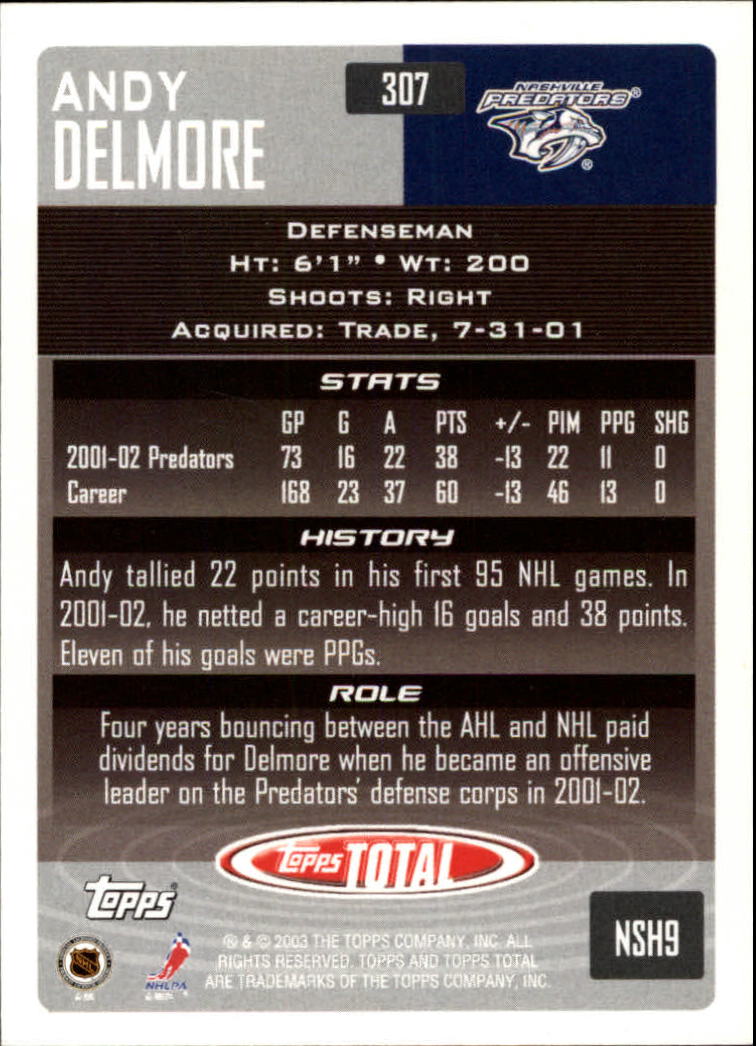 ANDY
DELMORE
307
NASHVILLE
PREDATORS®
®
DEFENSEMAN
HT: 6'1" • WT: 200
SHOOTS: RIGHT
ACQUIRED: TRADE, 7-31-01
STATS
GP G A PTS +/- PIM PPG SHG
2001-02 Predators 73 16 22 38 -13 22 11 0
Career 168 23 37 60 -13 46 13 0
HISTORY
Andy tallied 22 points in his first 95 NHL games. In
2001-02, he netted a career-high 16 goals and 38 points.
Eleven of his goals were PPGs.
ROLE
Four years bouncing between the AHL and NHL paid
dividends for Delmore when he became an offensive
leader on the Predators' defense corps in 2001-02.
topps TOTAL
topps®
NSH9
NHL
NHLPA
® & © 2003 THE TOPPS COMPANY, INC. ALL
RIGHTS RESERVED. TOPPS AND TOPPS TOTAL
ARE TRADEMARKS OF THE TOPPS COMPANY, INC.